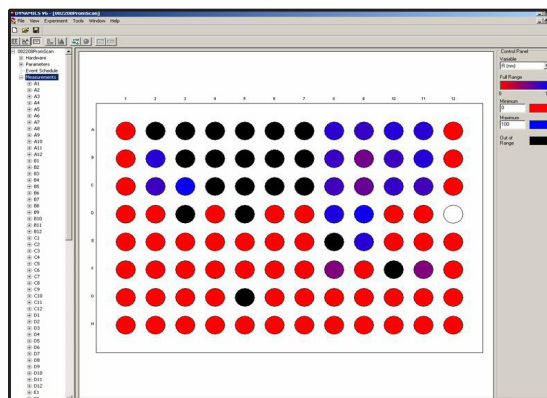 DYNAMICS V6 - [082208PromScan]
File View Experiment Tools Window Help
082208PromScan
Hardware
Parameters
Event Schedule
Measurements
A1
A2
A3
A4
A5
A6
A7
A8
A9
A10
A11
A12
B1
B2
B3
B4
B5
B6
B7
B8
B9
B10
B11
B12
C1
C2
C3
C4
C5
C6
C7
C8
C9
C10
C11
C12
D1
D2
D3
D4
D5
D6
D7
D8
D9
D10
D11
D12
E1
1 2 3 4 5 6 7 8 9 10 11 12
A
B
C
D
E
F
G
H
Control Panel
Variable
R (nm)
Full Range
0
Minimum
0
Maximum
100
Out of
Range